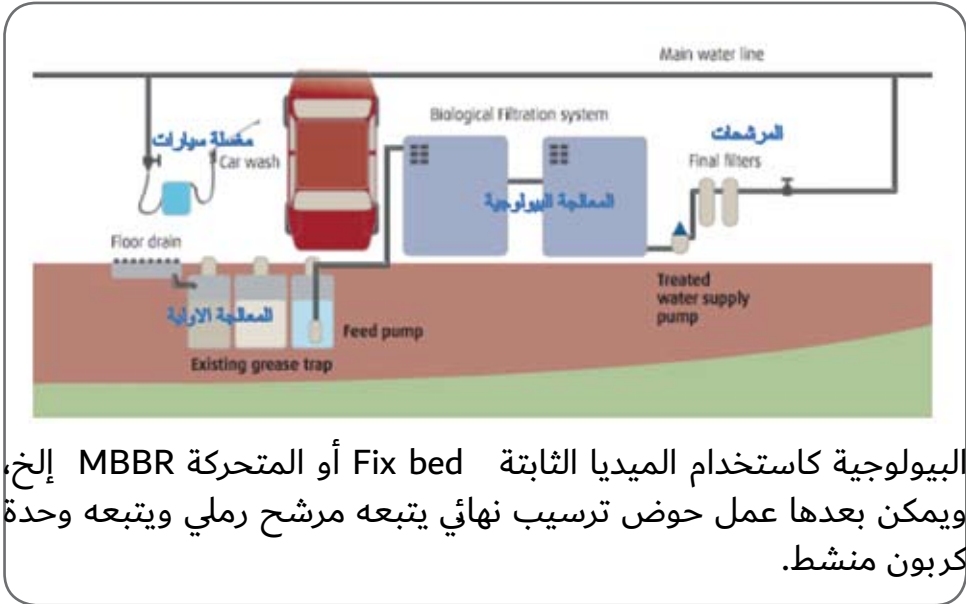 Main water line
Biological Filtration system
مغسلة سيارات
Car wash
المرشحات
Final filters
المعالجة البيولوجية
Floor drain
المعالجة الاولية
Feed pump
Existing grease trap
Treated
water supply
pump
البيولوجية كاستخدام الميديا الثابتة Fix bed أو المتحركة MBBR إلخ،
ويمكن بعدها عمل حوض ترسيب نهائي يتبعه مرشح رملي ويتبعه وحدة
كربون منشط.